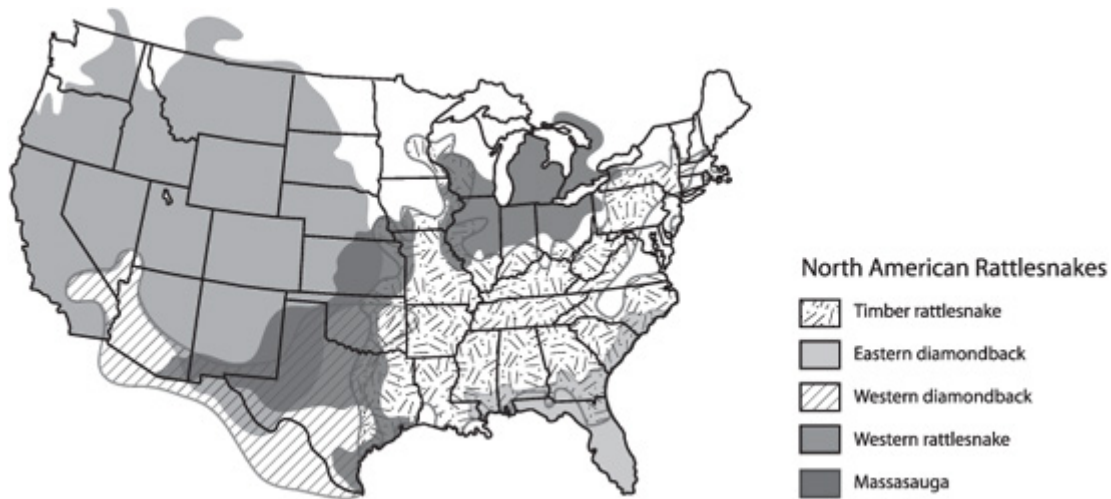 North American Rattlesnakes
Timber rattlesnake
Eastern diamondback
Western diamondback
Western rattlesnake
Massasauga